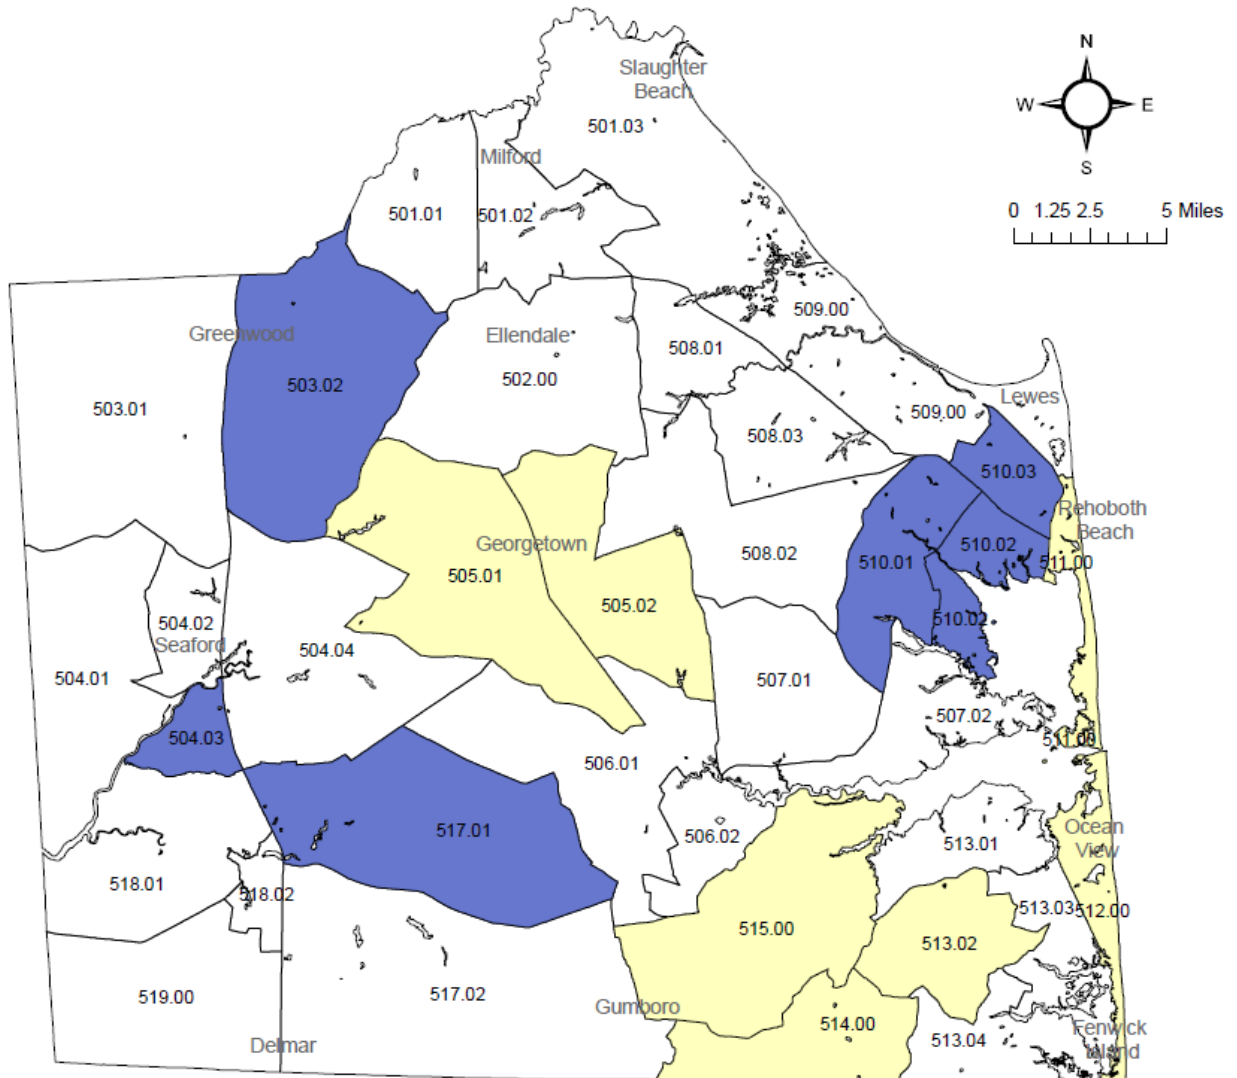 N
Slaughter
Beach
W
E
501.03
Milford
S
501.01
501.02
0 1.25 2.5 5 Miles
509.00
Greenwood
Ellendale
508.01
502.00
503.02
503.01
Lewes
509.00
508.03
510.03
Rehoboth
Beach
Georgetown
510.02
508.02
510.01
511.00
505.01
505.02
504.02
510.02
Seaford
504.04
504.01
507.01
507.02
504.03
511.00
506.01
Ocean
View
517.01
506.02
513.01
518.01
518.02
513.03
512.00
515.00
513.02
519.00
517.02
Gumboro
514.00
Fenwick
Island
513.04
Delmar